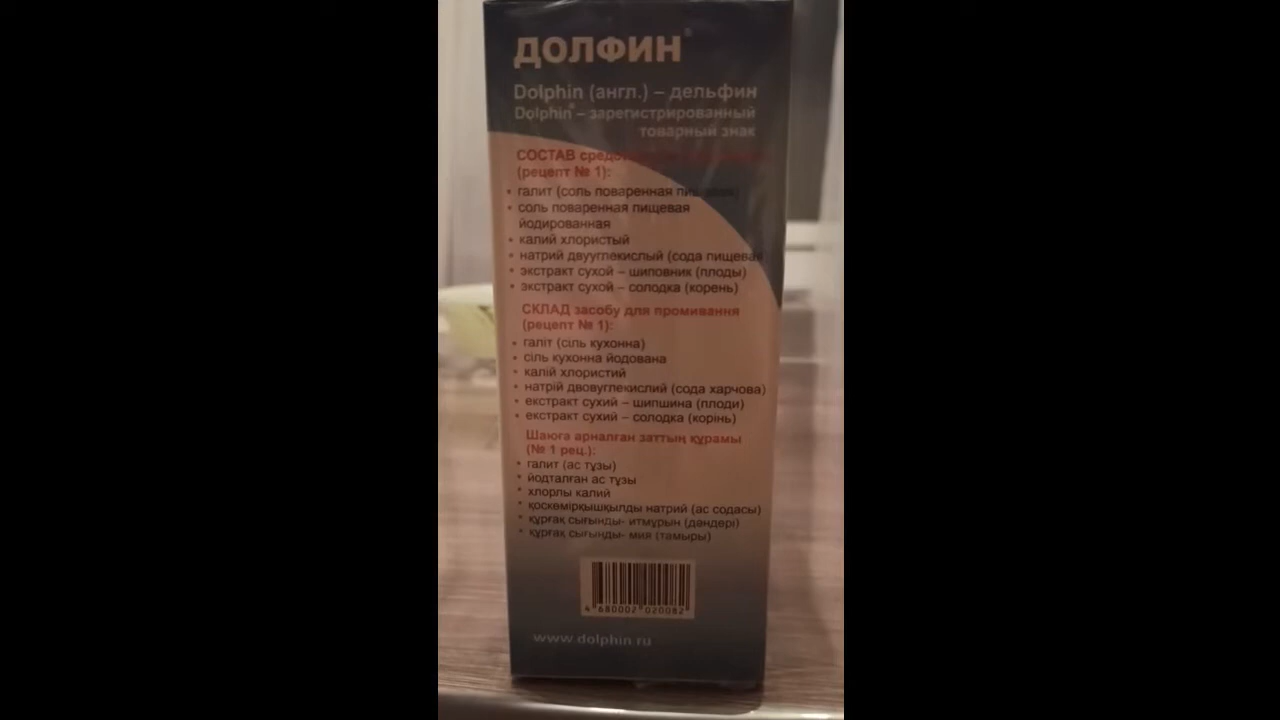 ДОЛФИН®
Dolphin (англ.) – дельфин
Dolphin® – зарегистрированный
товарный знак
СОСТАВ
(рецепт № 1):
• галит (соль поваренная пищевая)
• соль поваренная пищевая
йодированная
• калий хлористый
• натрий двууглекислый (сода пищевая
• экстракт сухой – шиповник (плоды)
• экстракт сухой – солодка (корень)
СКЛАД засобу для промивання
(рецепт № 1):
• галіт (сіль кухонна)
• сіль кухонна йодована
• калій хлористий
• натрій двовуглекислий (сода харчова)
• екстракт сухий – шипшина (плоди)
• екстракт сухий – солодка (корінь)
Шаюға арналған заттың құрамы
(№ 1 рец.):
• галит (ас тұзы)
• йодталған ас тұзы
• хлорлы калий
• қоскөмірқышқылды натрий (ас содасы)
• құрғақ сығынды- итмұрын (дәндері)
• құрғақ сығынды- мия (тамыры)
4 680002 020082
www.dolphin.ru